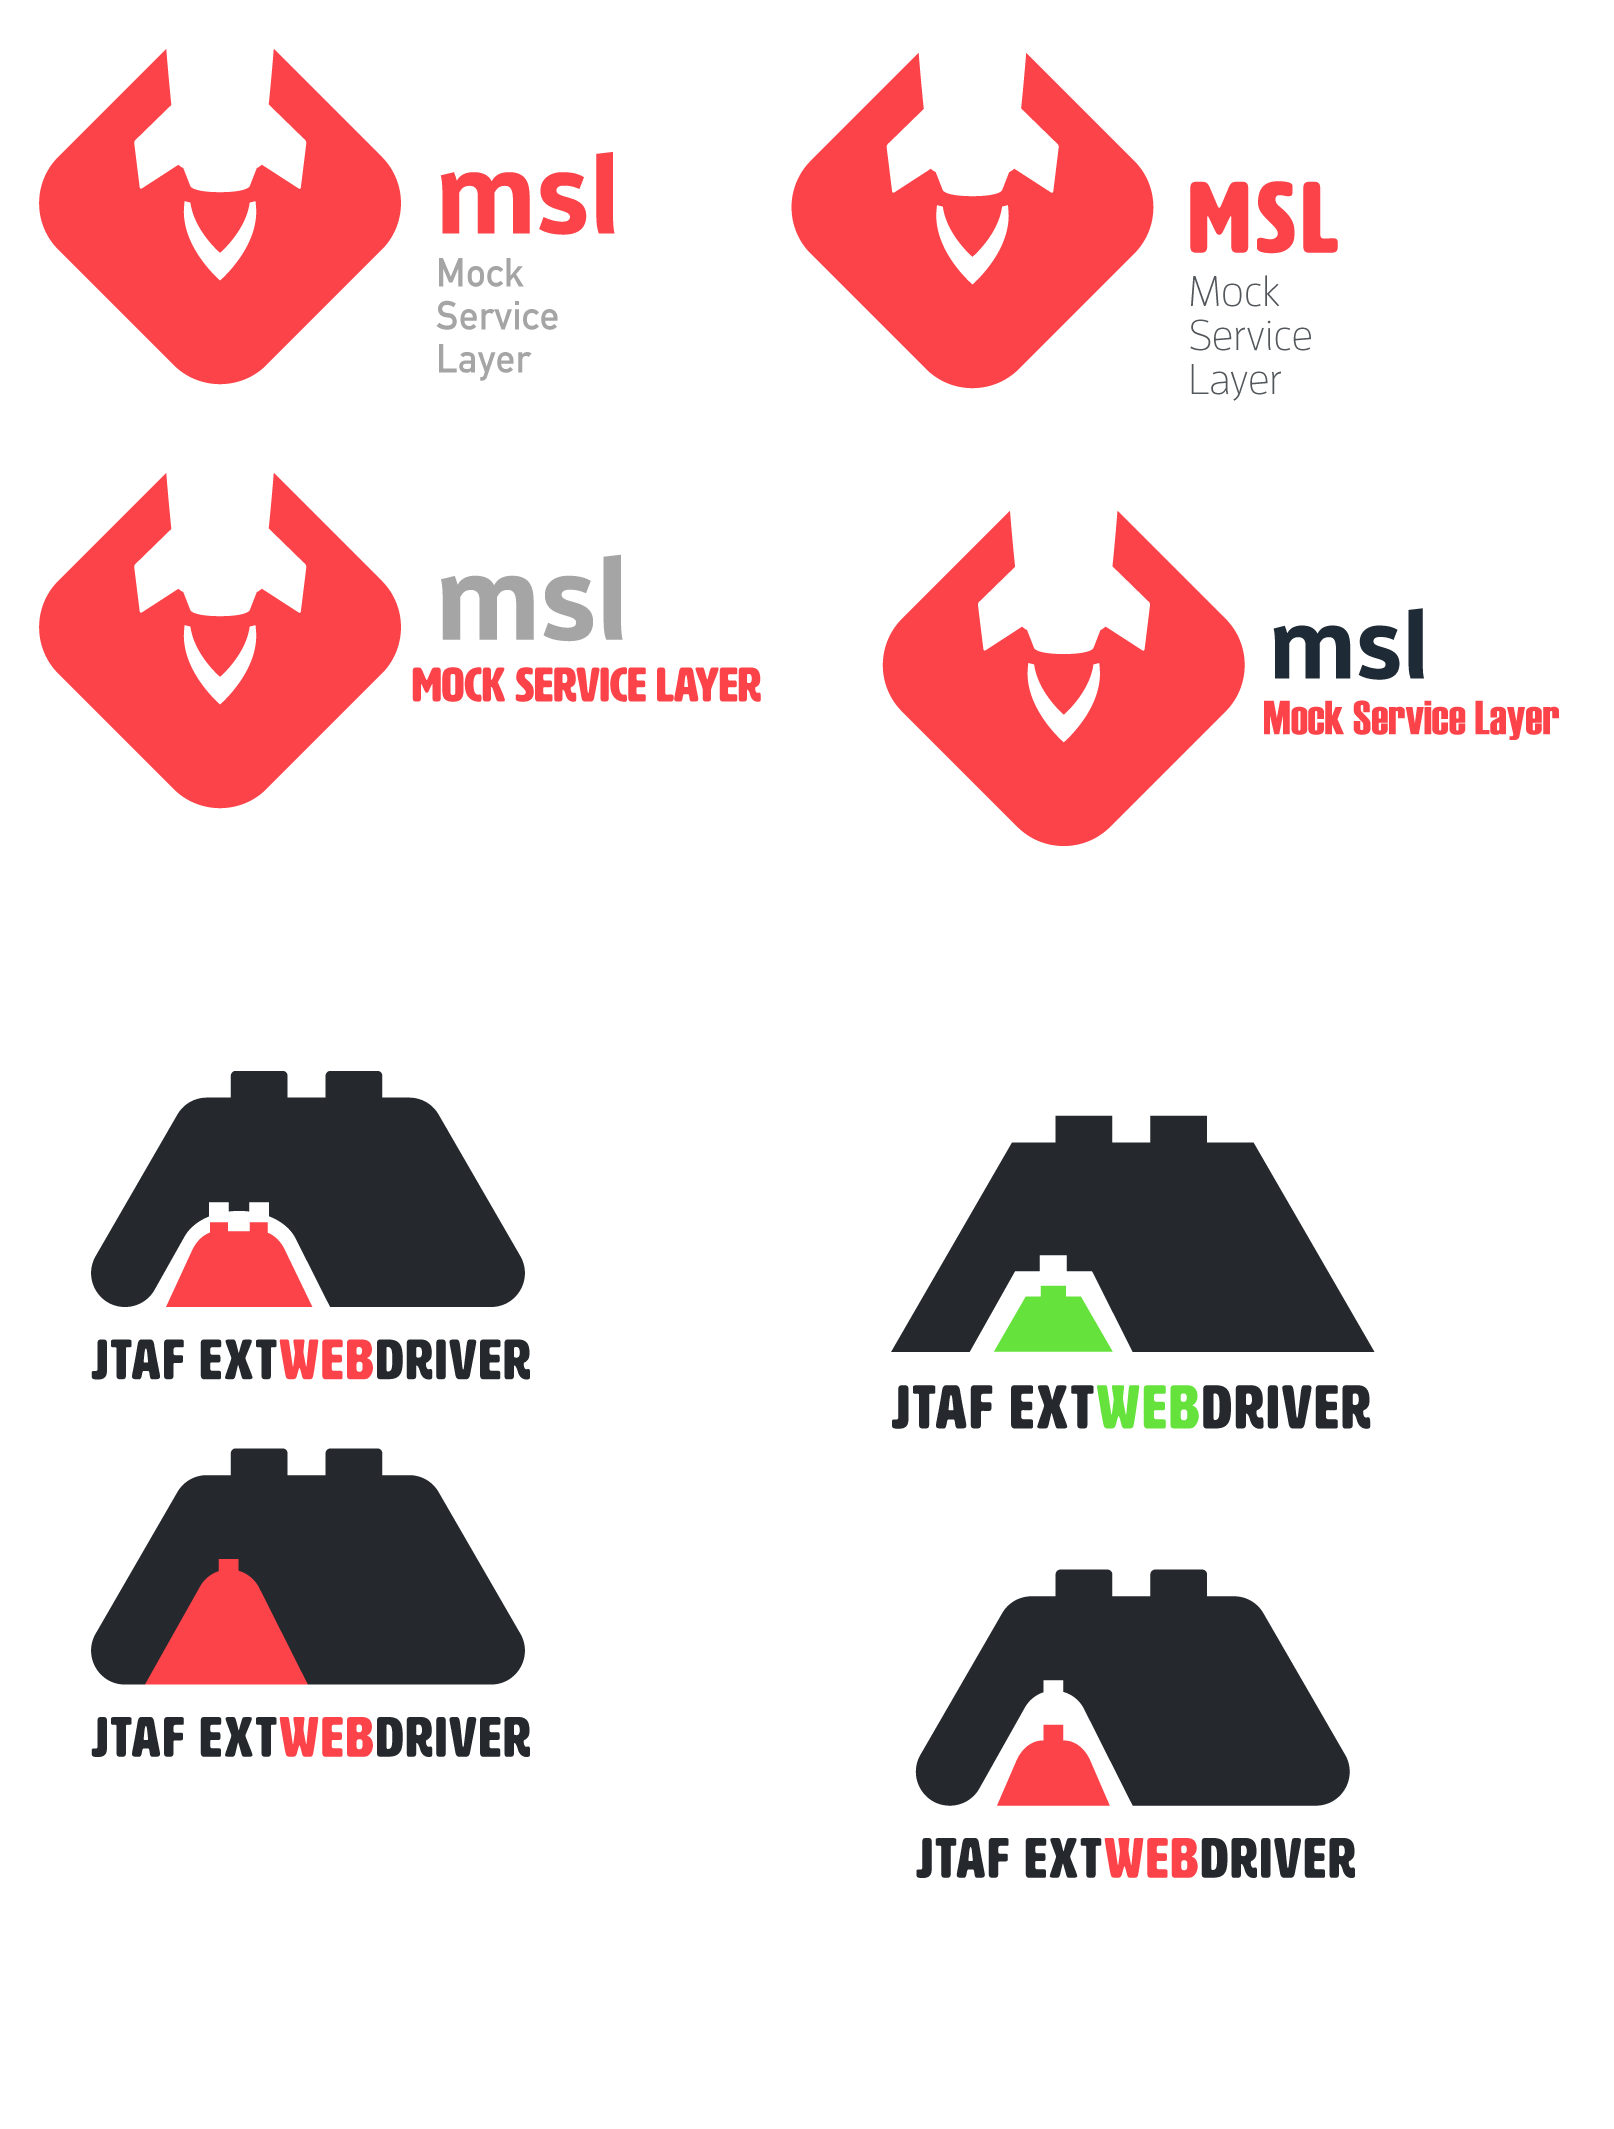 msl
Mock
Service
Layer
MSL
Mock
Service
Layer
msl
MOCK SERVICE LAYER
msl
Mock Service Layer
JTAF EXTWEBDRIVER
JTAF EXTWEBDRIVER
JTAF EXTWEBDRIVER
JTAF EXTWEBDRIVER